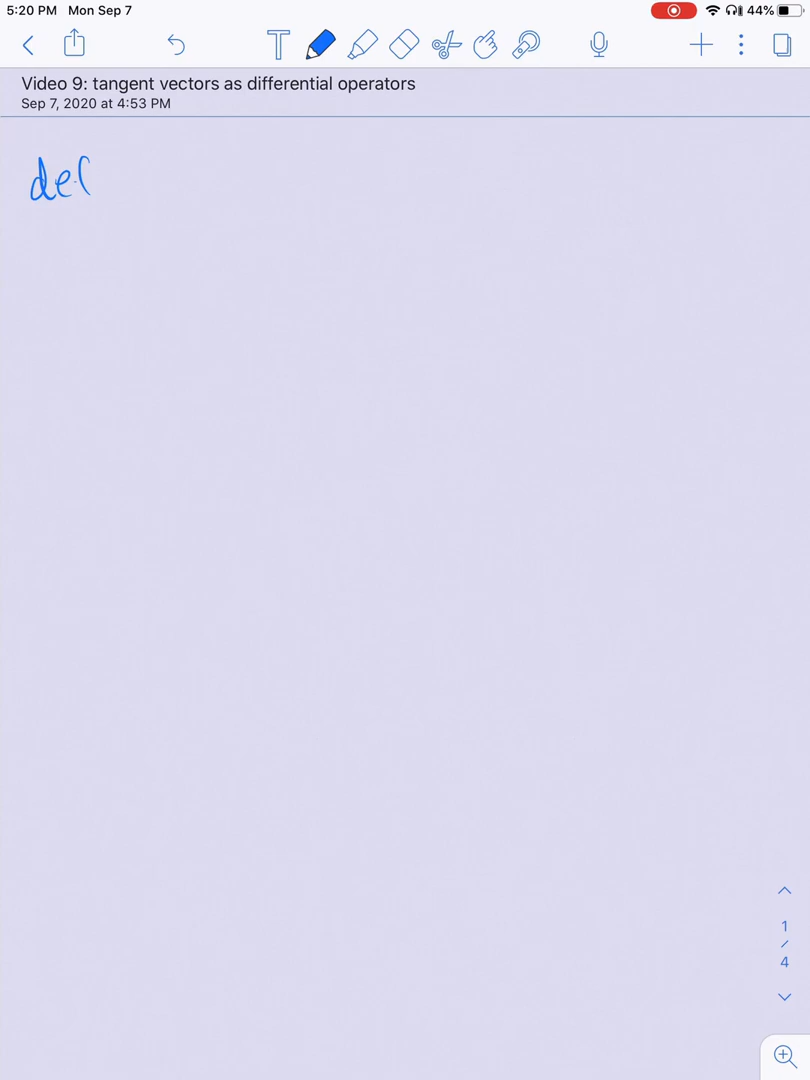 5:20 PM Mon Sep 7
44%
T
Video 9: tangent vectors as differential operators
Sep 7, 2020 at 4:53 PM
de(
1
/
4